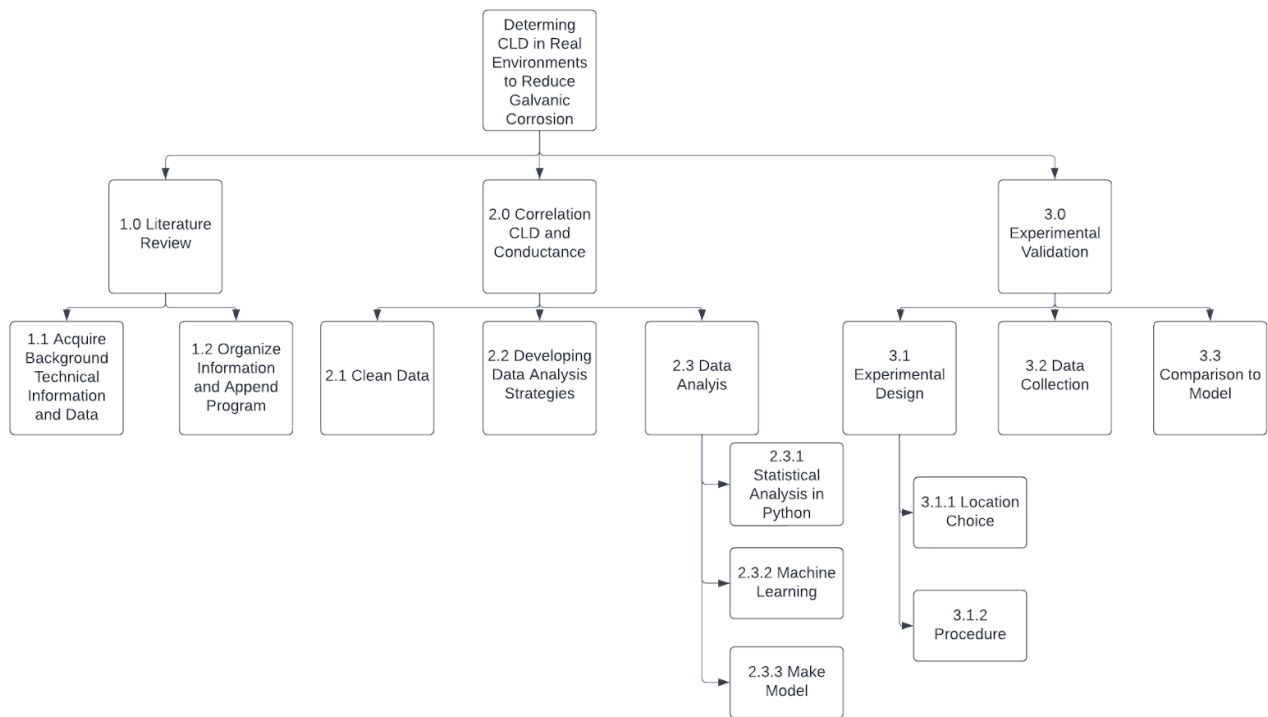 Determing
CLD in Real
Environments
to Reduce
Galvanic
Corrosion
1.0 Literature
Review
2.0 Correlation
CLD and
Conductance
3.0
Experimental
Validation
1.1 Acquire
Background
Technical
Information
and Data
1.2 Organize
Information
and Append
Program
2.1 Clean Data
2.2 Developing
Data Analysis
Strategies
2.3 Data
Analyis
3.1
Experimental
Design
3.2 Data
Collection
3.3
Comparison to
Model
2.3.1
Statistical
Analysis in
Python
2.3.2 Machine
Learning
2.3.3 Make
Model
3.1.1 Location
Choice
3.1.2
Procedure